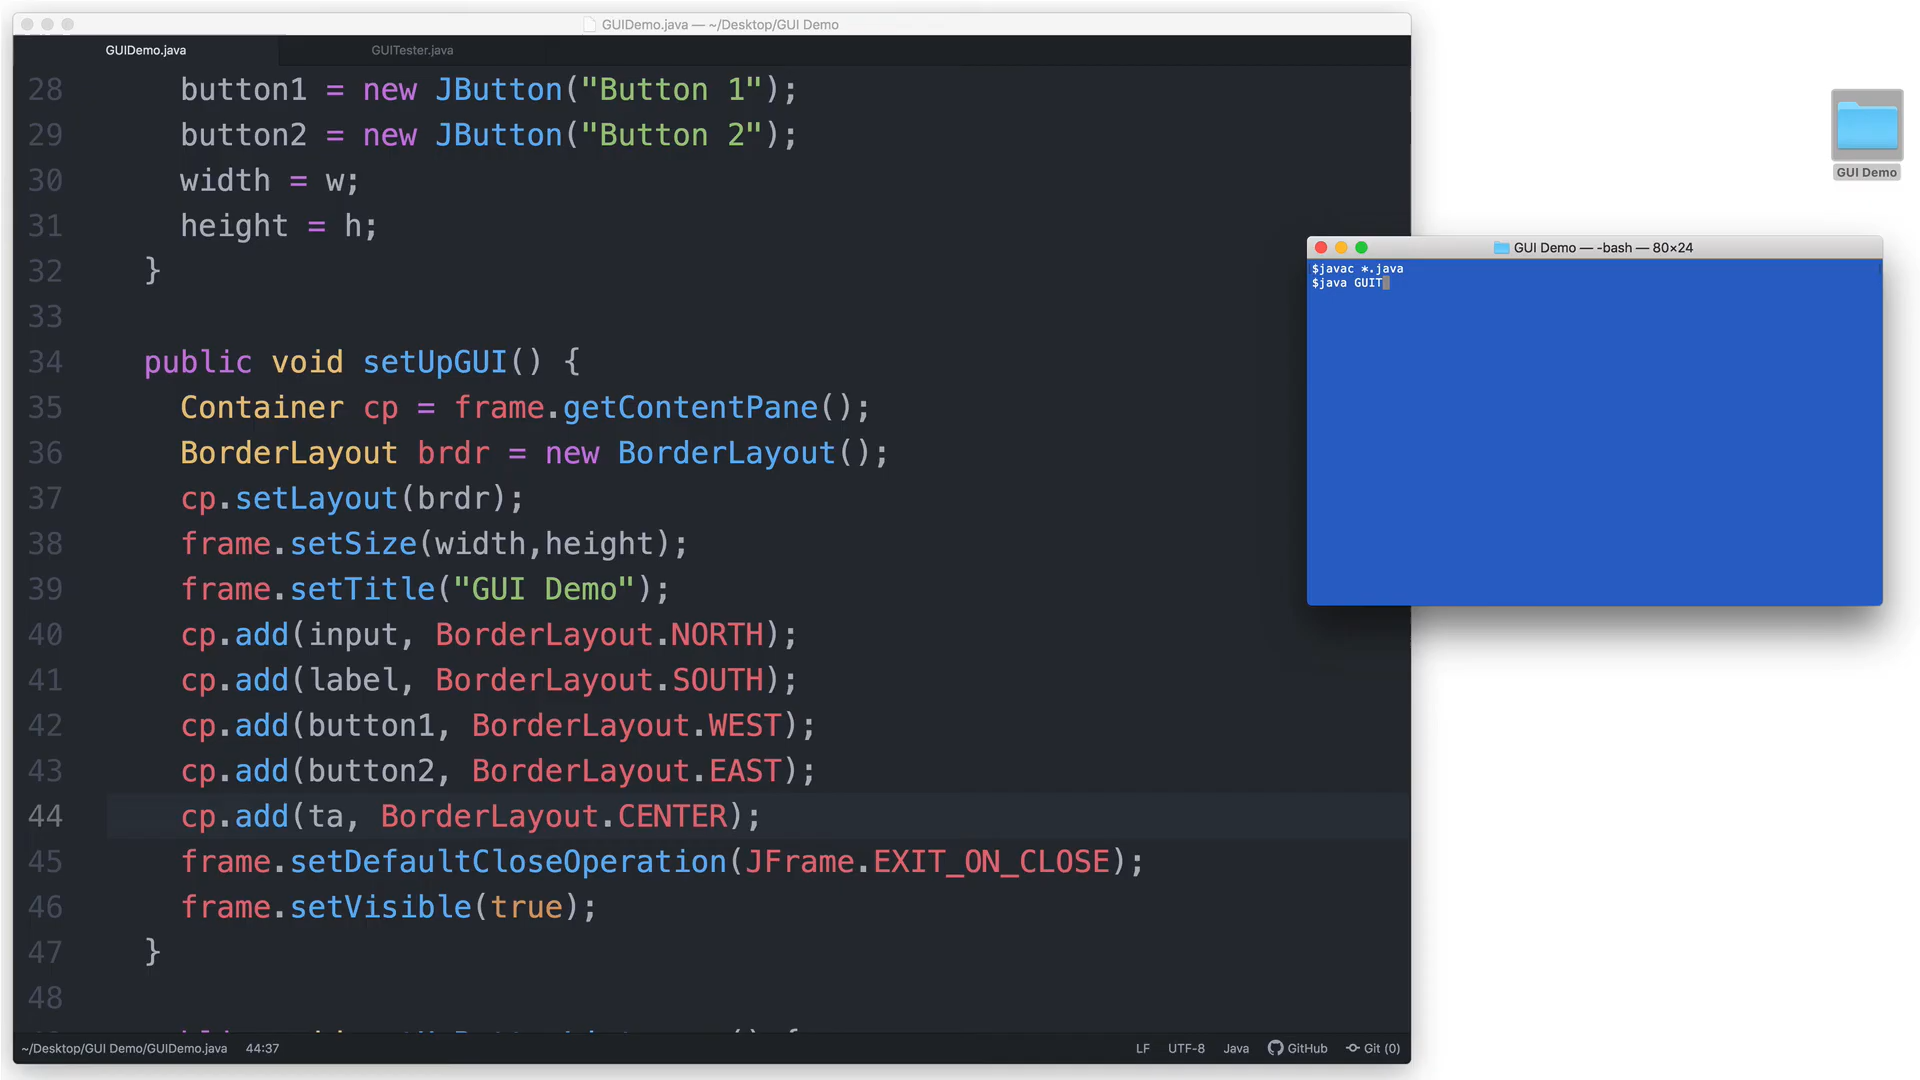 GUIDemo.java — ~/Desktop/GUI Demo
GUIDemo.java
GUITester.java
28 button1 = new JButton("Button 1");
29 button2 = new JButton("Button 2");
30 width = w;
31 height = h;
32 }
33
34 public void setUpGUI() {
35 Container cp = frame.getContentPane();
36 BorderLayout brdr = new BorderLayout();
37 cp.setLayout(brdr);
38 frame.setSize(width,height);
39 frame.setTitle("GUI Demo");
40 cp.add(input, BorderLayout.NORTH);
41 cp.add(label, BorderLayout.SOUTH);
42 cp.add(button1, BorderLayout.WEST);
43 cp.add(button2, BorderLayout.EAST);
44 cp.add(ta, BorderLayout.CENTER);
45 frame.setDefaultCloseOperation(JFrame.EXIT_ON_CLOSE);
46 frame.setVisible(true);
47 }
48
~/Desktop/GUI Demo/GUIDemo.java 44:37
LF UTF-8 Java GitHub Git (0)
GUI Demo
GUI Demo — -bash — 80×24
$javac *.java
$java GUIT